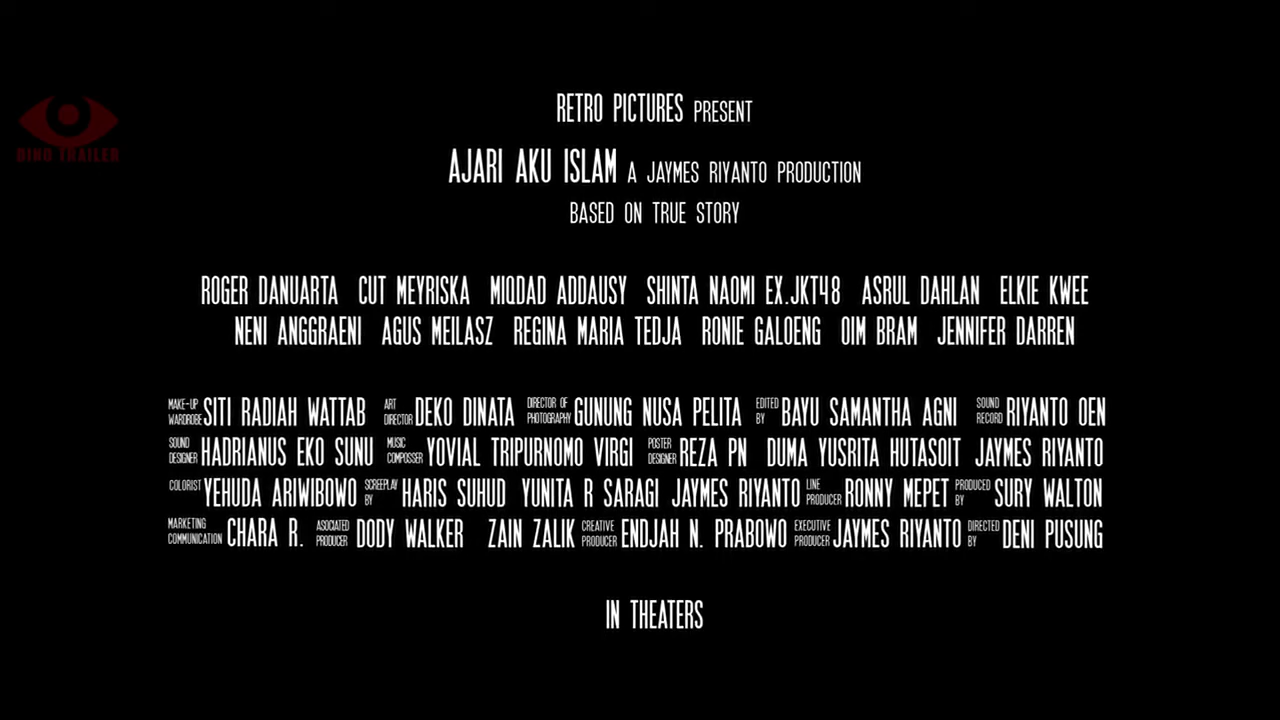 RETRO PICTURES PRESENT
DINO TRAILER
AJARI AKU ISLAM A JAYMES RIYANTO PRODUCTION
BASED ON TRUE STORY
ROGER DANUARTA CUT MEYRISKA MIQDAD ADDAUSY SHINTA NAOMI EX.JKT48 ASRUL DAHLAN ELKIE KWEE
NENI ANGGRAENI AGUS MEILASZ REGINA MARIA TEDJA RONIE GALOENG OIM BRAM JENNIFER DARREN
MAKE-UP WARDROBE SITI RADIAH WATTAB ART DIRECTOR DEKO DINATA DIRECTOR OF PHOTOGRAPHY GUNUNG NUSA PELITA EDITED BY BAYU SAMANTHA AGNI SOUND RECORD RIYANTO OEN
SOUND DESIGNER HADRIANUS EKO SUNU MUSIC COMPOSSER YOVIAL TRIPURNOMO VIRGI POSTER DESIGNER REZA PN DUMA YUSRITA HUTASOIT JAYMES RIYANTO
COLORIST YEHUDA ARIWIBOWO SCREEPLAY BY HARIS SUHUD YUNITA R SARAGI JAYMES RIYANTO LINE PRODUCER RONNY MEPET PRODUCED BY SURY WALTON
MARKETING COMMUNICATION CHARA R. ASOCIATED PRODUCER DODY WALKER ZAIN ZALIK CREATIVE PRODUCER ENDJAH N. PRABOWO EXECUTIVE PRODUCER JAYMES RIYANTO DIRECTED BY DENI PUSUNG
IN THEATERS